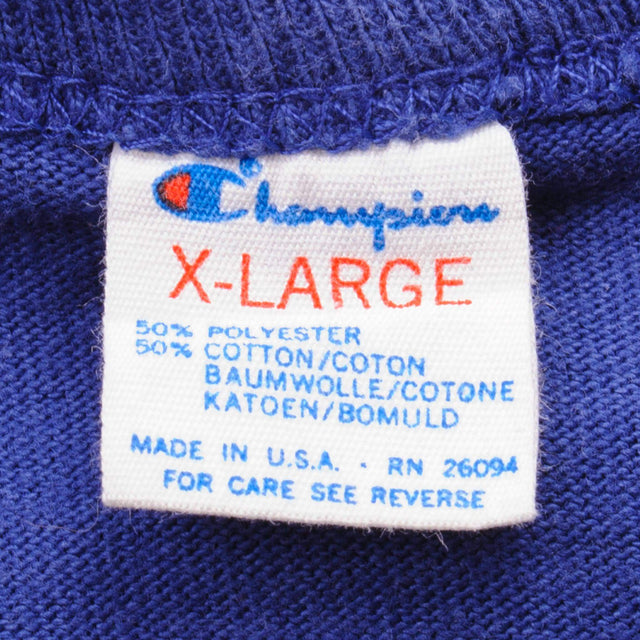 Champion
X-LARGE
50% POLYESTER
50% COTTON/COTON
BAUMWOLLE/COTONE
KATOEN/BOMULD
MADE IN U.S.A. · RN 26094
FOR CARE SEE REVERSE